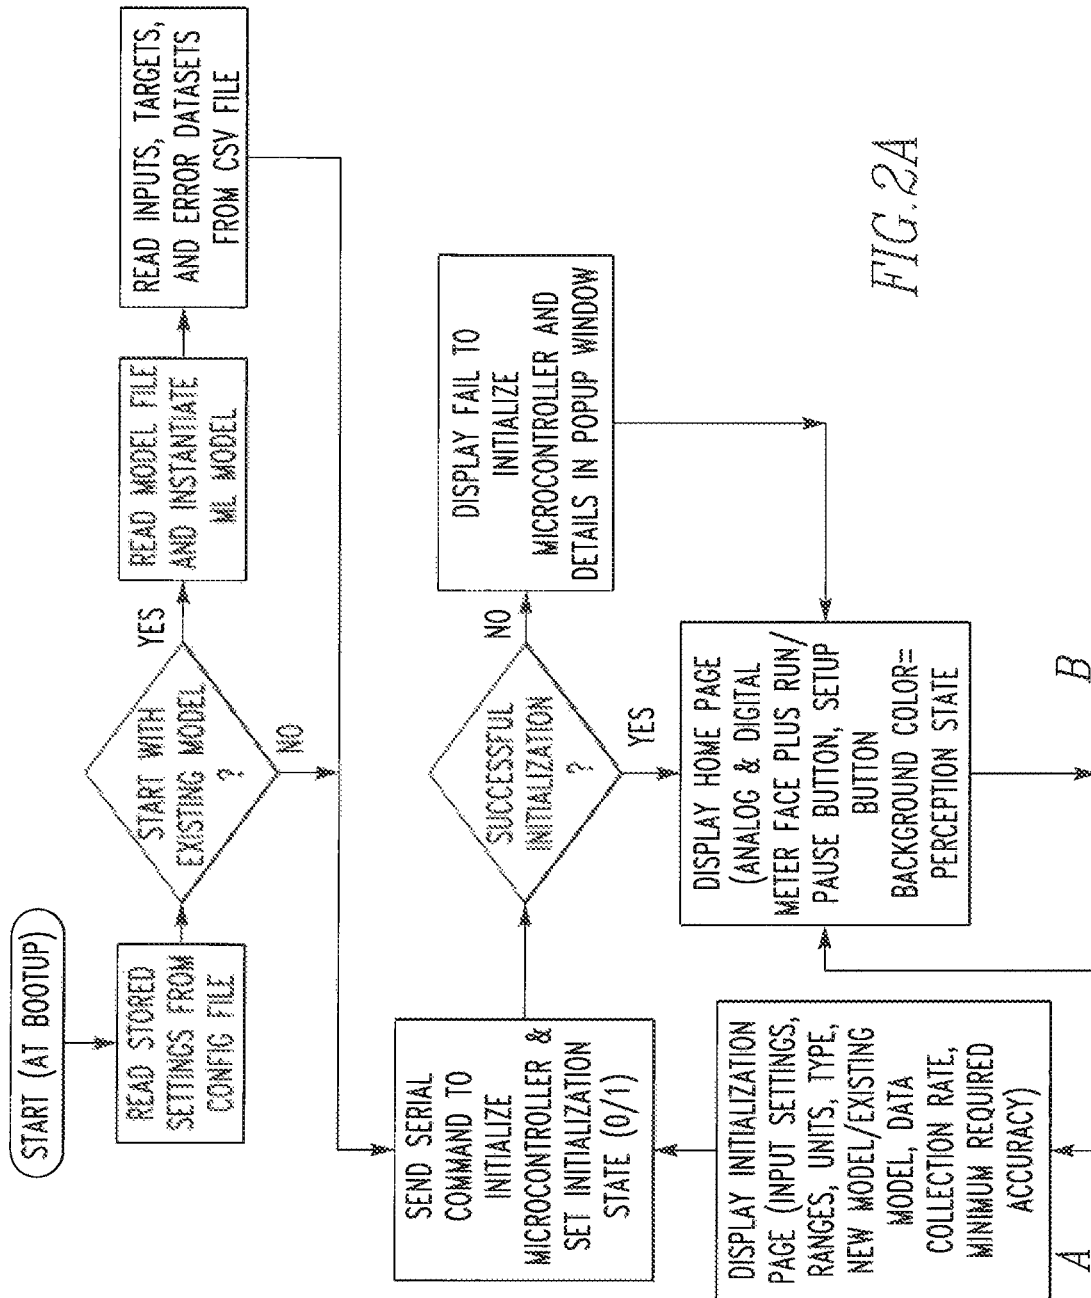 START (AT BOOTUP)
READ STORED
SETTINGS FROM
CONFIG FILE
START WITH
EXISTING MODEL
?
YES
NO
READ MODEL FILE
AND INSTANTIATE
ML MODEL
READ INPUTS, TARGETS,
AND ERROR DATASETS
FROM CSV FILE
SEND SERIAL
COMMAND TO
INITIALIZE
MICROCONTROLLER &
SET INITIALIZATION
STATE (0/1)
SUCCESSFUL
INITIALIZATION
?
NO
YES
DISPLAY FAIL TO
INITIALIZE
MICROCONTROLLER AND
DETAILS IN POPUP WINDOW
DISPLAY INITIALIZATION
PAGE (INPUT SETTINGS,
RANGES, UNITS, TYPE,
NEW MODEL/EXISTING
MODEL, DATA
COLLECTION RATE,
MINIMUM REQUIRED
ACCURACY)
DISPLAY HOME PAGE
(ANALOG & DIGITAL
METER FACE PLUS RUN/
PAUSE BUTTON, SETUP
BUTTON
BACKGROUND COLOR=
PERCEPTION STATE
A
B
FIG.2A